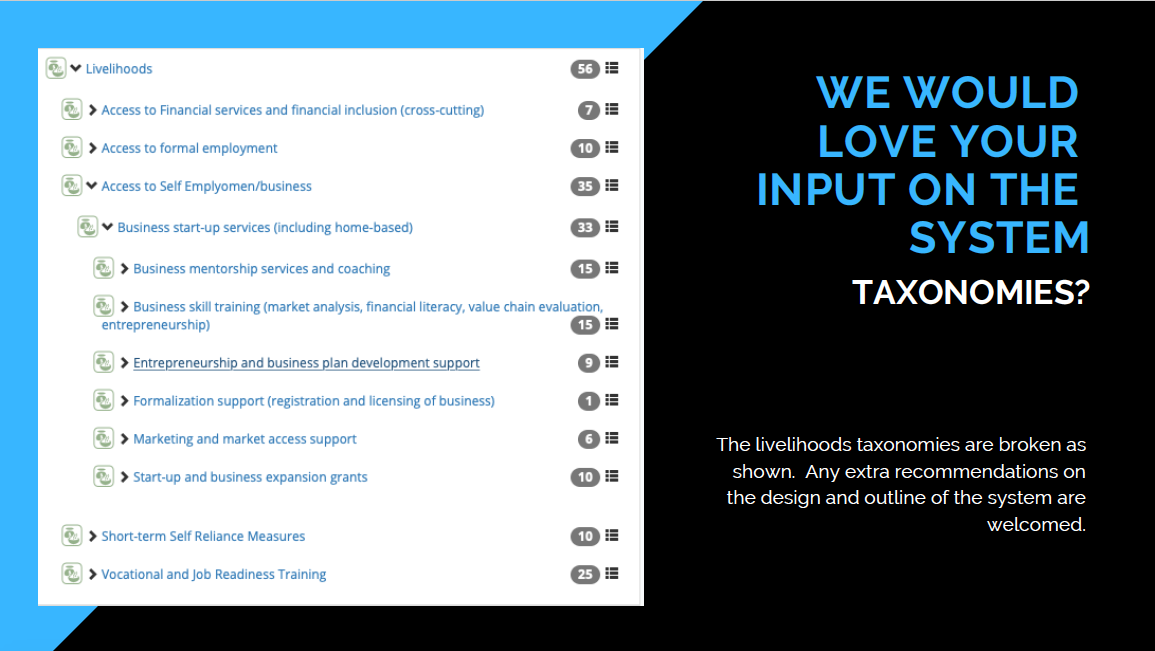 Livelihoods 56
Access to Financial services and financial inclusion (cross-cutting) 7
Access to formal employment 10
Access to Self Emplyomen/business 35
Business start-up services (including home-based) 33
Business mentorship services and coaching 15
Business skill training (market analysis, financial literacy, value chain evaluation,
entrepreneurship) 15
Entrepreneurship and business plan development support 9
Formalization support (registration and licensing of business) 1
Marketing and market access support 6
Start-up and business expansion grants 10
Short-term Self Reliance Measures 10
Vocational and Job Readiness Training 25
WE WOULD
LOVE YOUR
INPUT ON THE
SYSTEM
TAXONOMIES?
The livelihoods taxonomies are broken as
shown. Any extra recommendations on
the design and outline of the system are
welcomed.